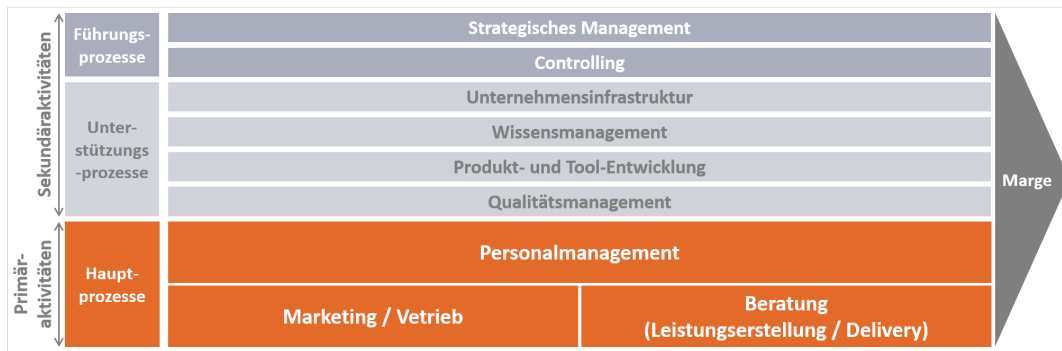 Sekundäraktivitäten
Führungs-
prozesse
Strategisches Management
Controlling
Unter-
stützungs
-prozesse
Unternehmensinfrastruktur
Wissensmanagement
Produkt- und Tool-Entwicklung
Qualitätsmanagement
Marge
Primär-
aktivitäten
Haupt-
prozesse
Personalmanagement
Marketing / Vetrieb
Beratung
(Leistungserstellung / Delivery)